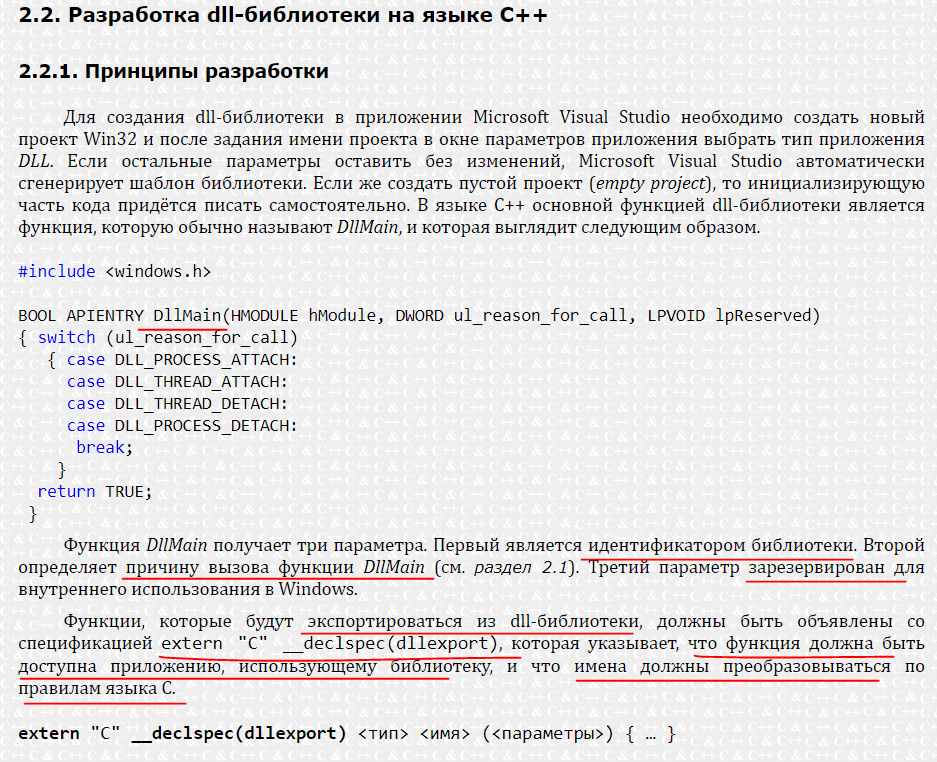 2.2. Разработка dll-библиотеки на языке C++
2.2.1. Принципы разработки
Для создания dll-библиотеки в приложении Microsoft Visual Studio необходимо создать новый
проект Win32 и после задания имени проекта в окне параметров приложения выбрать тип приложения
DLL. Если остальные параметры оставить без изменений, Microsoft Visual Studio автоматически
сгенерирует шаблон библиотеки. Если же создать пустой проект (empty project), то инициализирующую
часть кода придётся писать самостоятельно. В языке C++ основной функцией dll-библиотеки является
функция, которую обычно называют DllMain, и которая выглядит следующим образом.
#include <windows.h>
BOOL APIENTRY DllMain(HMODULE hModule, DWORD ul_reason_for_call, LPVOID lpReserved)
{ switch (ul_reason_for_call)
{ case DLL_PROCESS_ATTACH:
case DLL_THREAD_ATTACH:
case DLL_THREAD_DETACH:
case DLL_PROCESS_DETACH:
break;
}
return TRUE;
}
Функция DllMain получает три параметра. Первый является идентификатором библиотеки. Второй
определяет причину вызова функции DllMain (см. раздел 2.1). Третий параметр зарезервирован для
внутреннего использования в Windows.
Функции, которые будут экспортироваться из dll-библиотеки, должны быть объявлены со
спецификацией extern "C" __declspec(dllexport), которая указывает, что функция должна быть
доступна приложению, использующему библиотеку, и что имена должны преобразовываться по
правилам языка C.
extern "C" __declspec(dllexport) <тип> <имя> (<параметры>) { … }